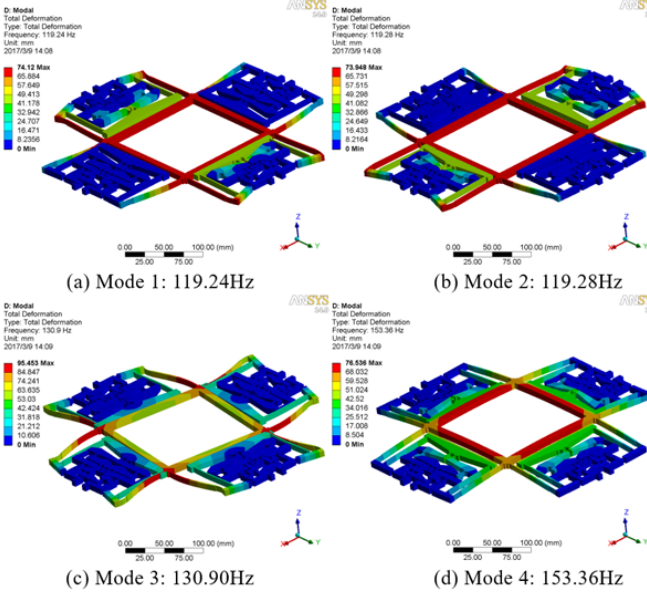 ANSYS
D: Modal
Total Deformation
Type: Total Deformation
Frequency: 119.24 Hz
Unit: mm
2017/3/9 14:08
74.12 Max
65.884
57.649
49.413
41.178
32.942
24.707
16.471
8.2356
0 Min
Z
X
Y
0.00 50.00 100.00 (mm)
25.00 75.00
(a) Mode 1: 119.24Hz
D: Modal
Total Deformation
Type: Total Deformation
Frequency: 119.28 Hz
Unit: mm
2017/3/9 14:08
73.948 Max
65.731
57.515
49.298
41.082
32.866
24.649
16.433
8.2164
0 Min
Z
X
Y
0.00 50.00 100.00 (mm)
25.00 75.00
(b) Mode 2: 119.28Hz
ANSYS
D: Modal
Total Deformation
Type: Total Deformation
Frequency: 130.9 Hz
Unit: mm
2017/3/9 14:09
95.453 Max
84.847
74.241
63.635
53.03
42.424
31.818
21.212
10.606
0 Min
Z
X
Y
0.00 50.00 100.00 (mm)
25.00 75.00
(c) Mode 3: 130.90Hz
D: Modal
Total Deformation
Type: Total Deformation
Frequency: 153.36 Hz
Unit: mm
2017/3/9 14:09
76.536 Max
68.032
59.528
51.024
42.52
34.016
25.512
17.008
8.504
0 Min
Z
X
Y
0.00 50.00 100.00 (mm)
25.00 75.00
(d) Mode 4: 153.36Hz